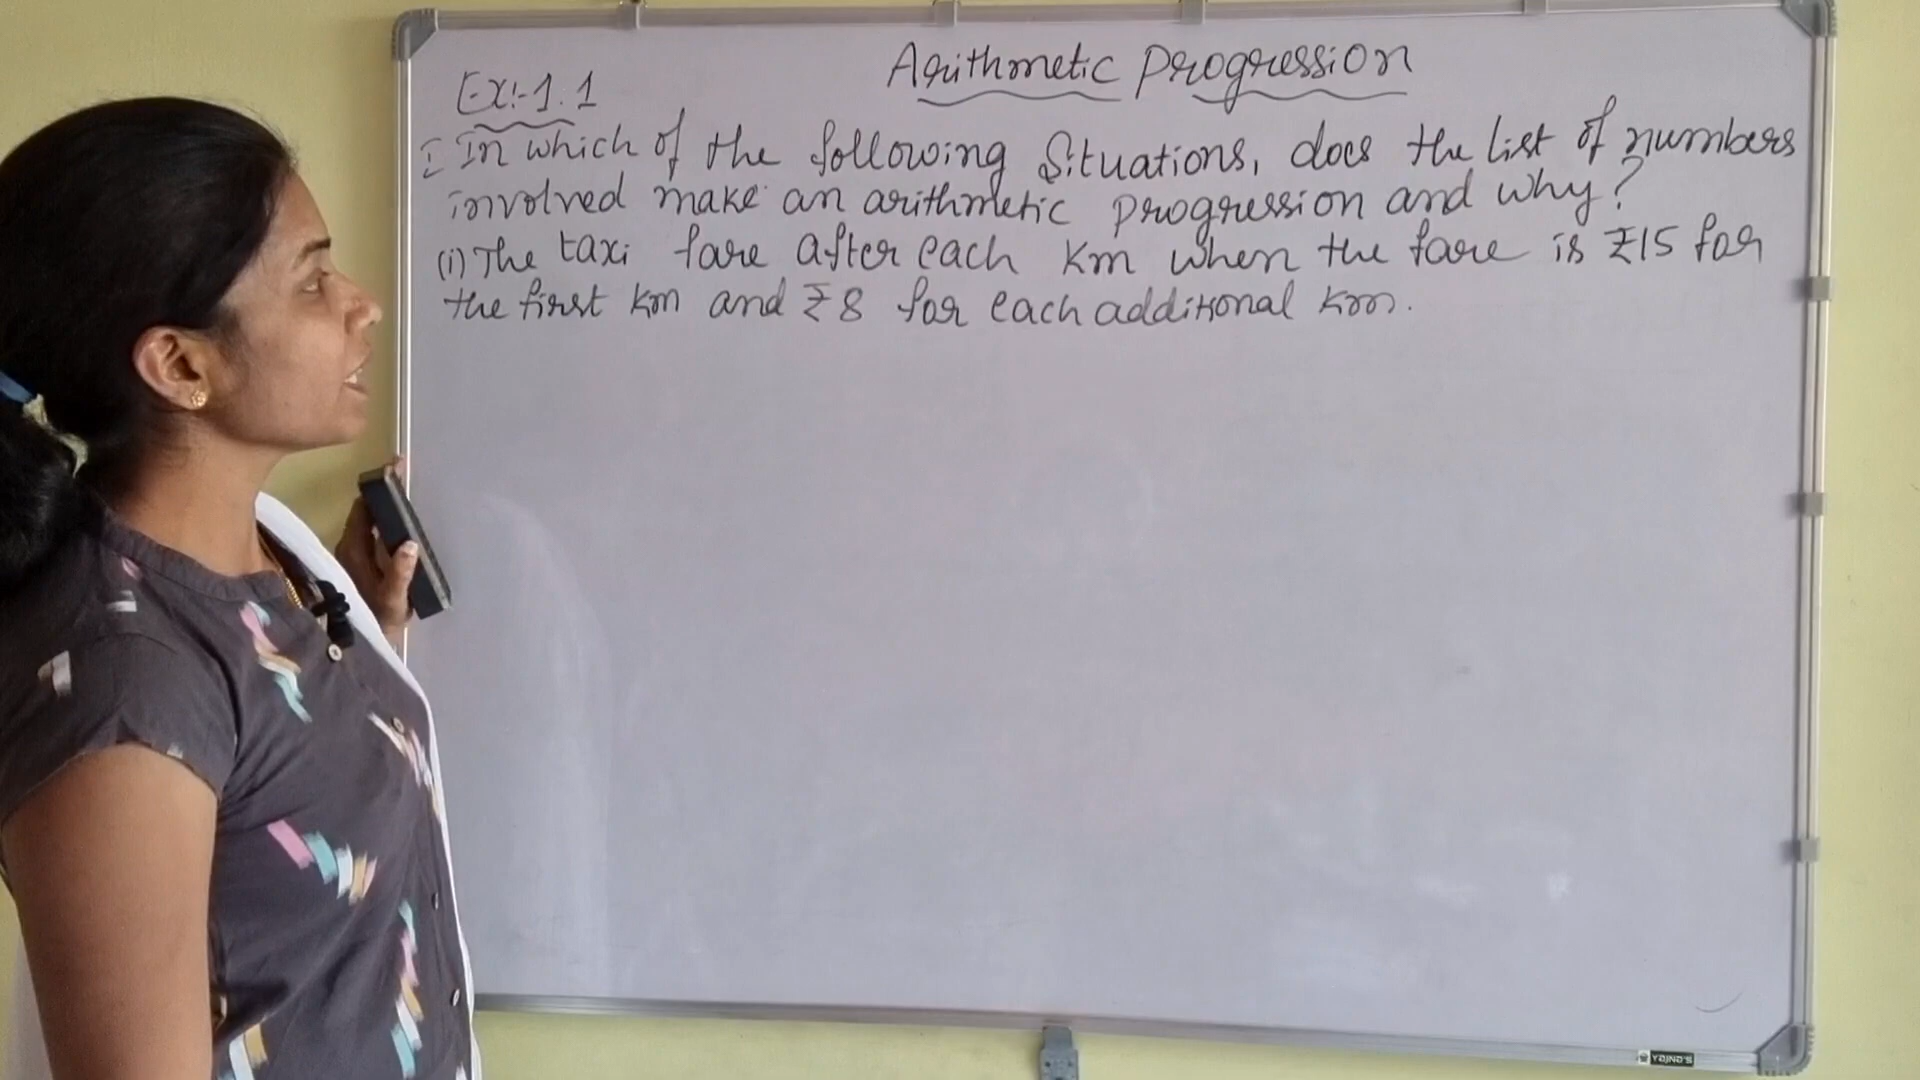 Arithmetic Progression
Ex:-1.1
I In which of the following Situations, does the list of numbers
involved make an arithmetic progression and why?
(i) The taxi fare after each Km when the fare is ₹15 for
the first Km and ₹8 for each additional Km.
YAJNA'S